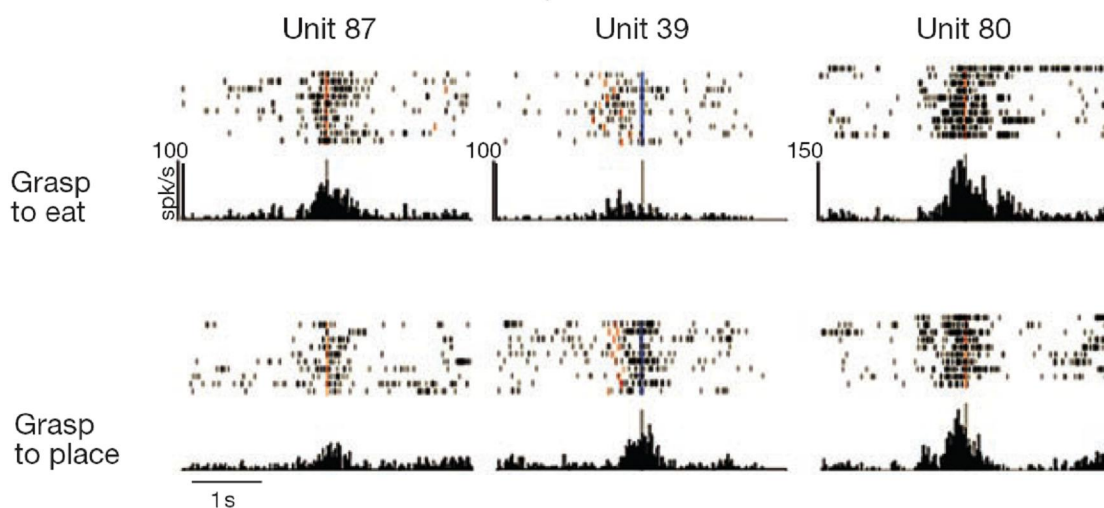 Unit 87
Unit 39
Unit 80
100
100
150
spk/s
Grasp
to eat
Grasp
to place
1s